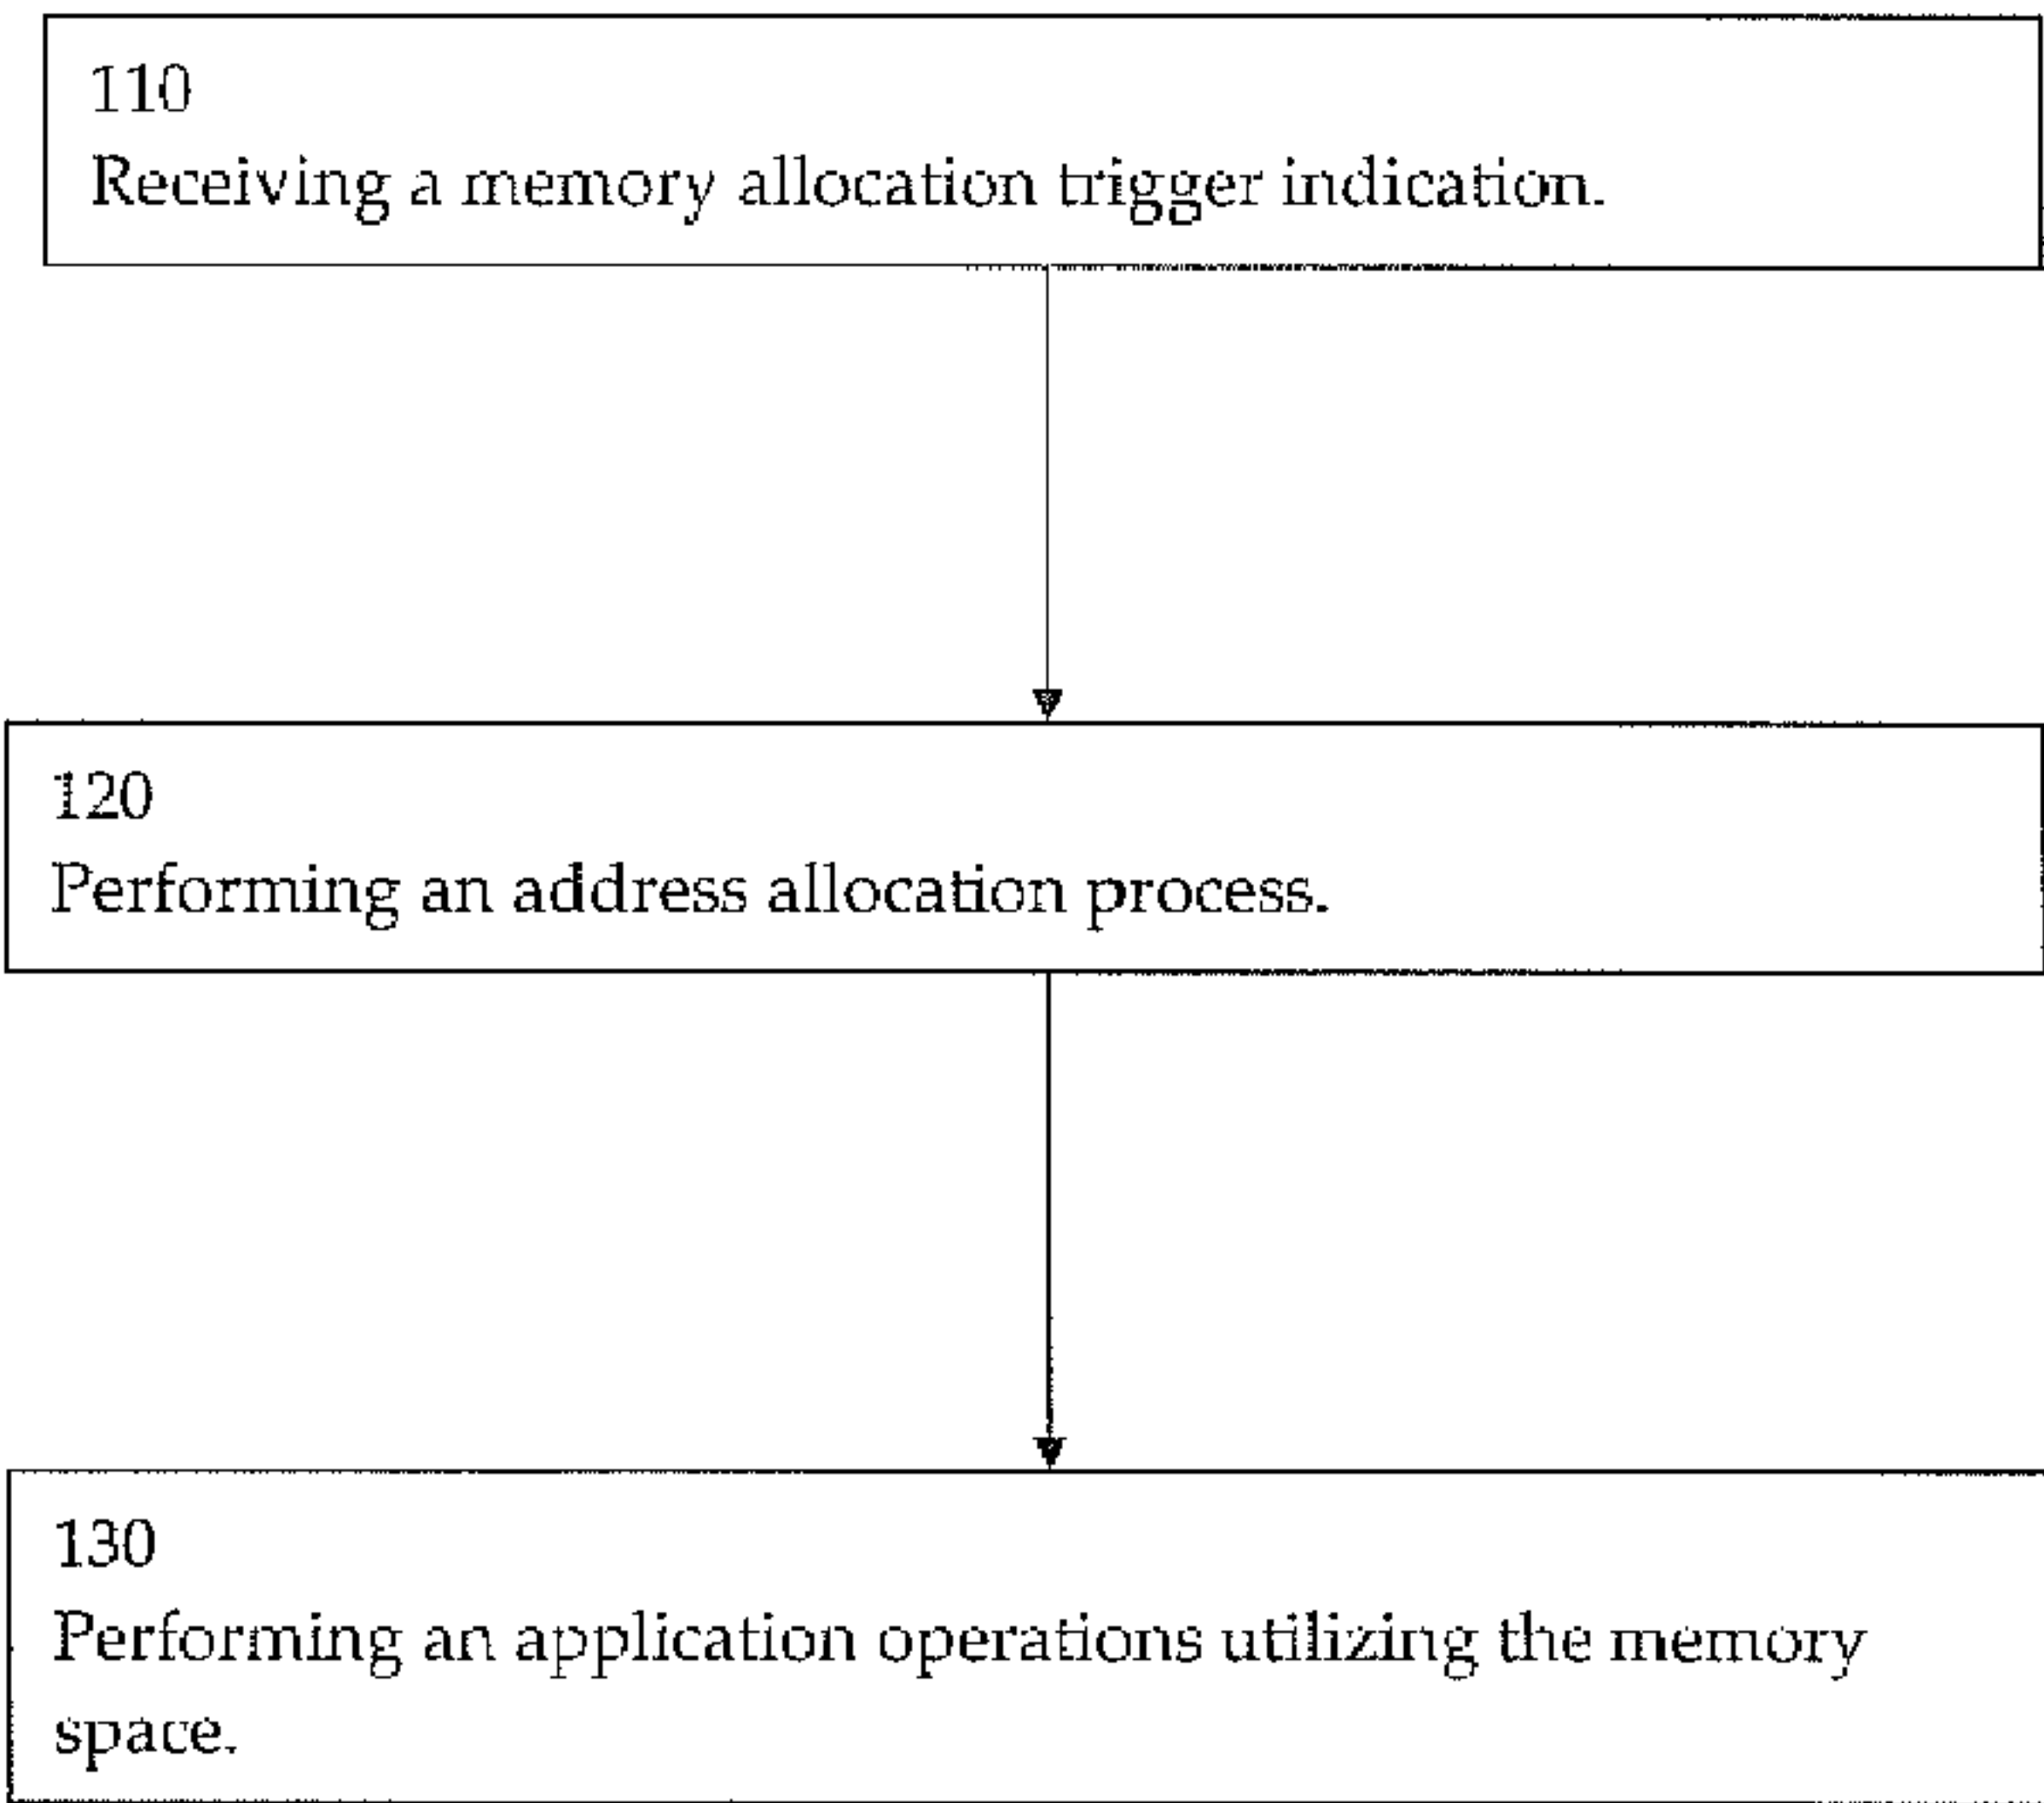 110
Receiving a memory allocation trigger indication.
120
Performing an address allocation process.
130
Performing an application operations utilizing the memory
space.